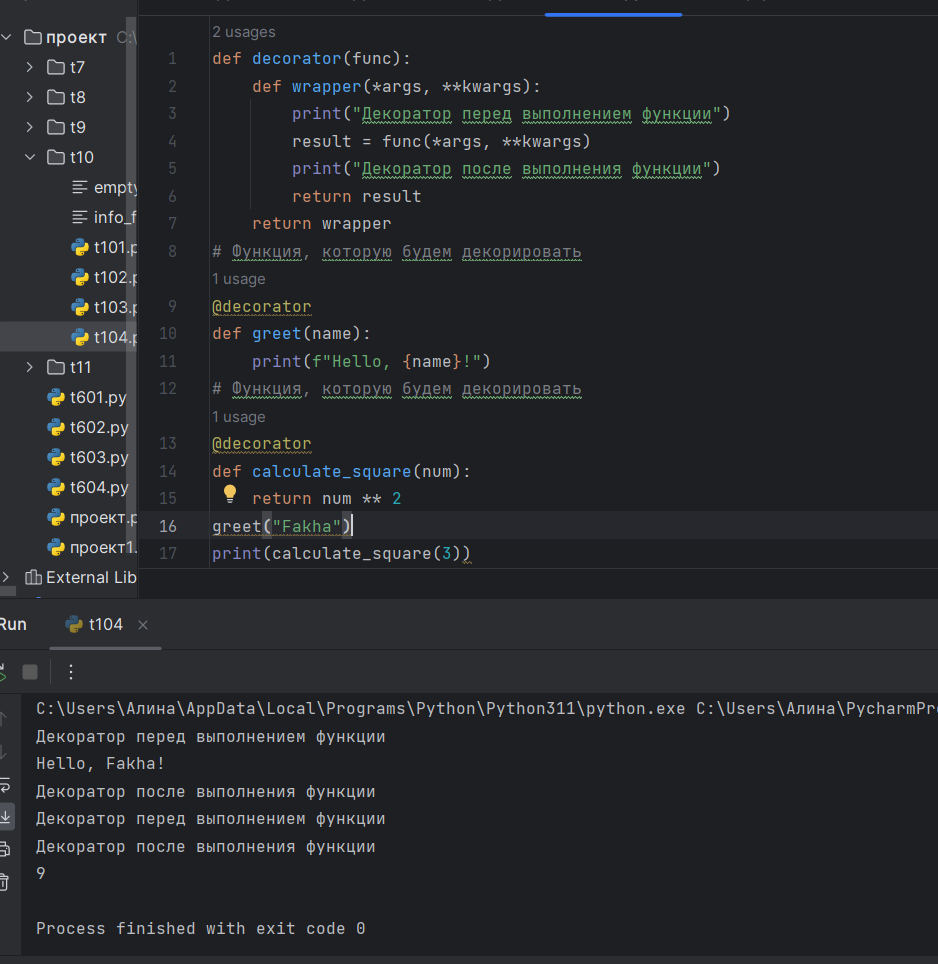 проект C:\
t7
t8
t9
t10
empty
info_f
t101.p
t102.p
t103.p
t104.p
t11
t601.py
t602.py
t603.py
t604.py
проект.p
проект1.
External Lib
2 usages
1 def decorator(func):
2 def wrapper(*args, **kwargs):
3 print("Декоратор перед выполнением функции")
4 result = func(*args, **kwargs)
5 print("Декоратор после выполнения функции")
6 return result
7 return wrapper
8 # Функция, которую будем декорировать
1 usage
9 @decorator
10 def greet(name):
11 print(f"Hello, {name}!")
12 # Функция, которую будем декорировать
1 usage
13 @decorator
14 def calculate_square(num):
15 return num ** 2
16 greet("Fakha")
17 print(calculate_square(3))
Run t104
C:\Users\Алина\AppData\Local\Programs\Python\Python311\python.exe C:\Users\Алина\PycharmPr
Декоратор перед выполнением функции
Hello, Fakha!
Декоратор после выполнения функции
Декоратор перед выполнением функции
Декоратор после выполнения функции
9
Process finished with exit code 0